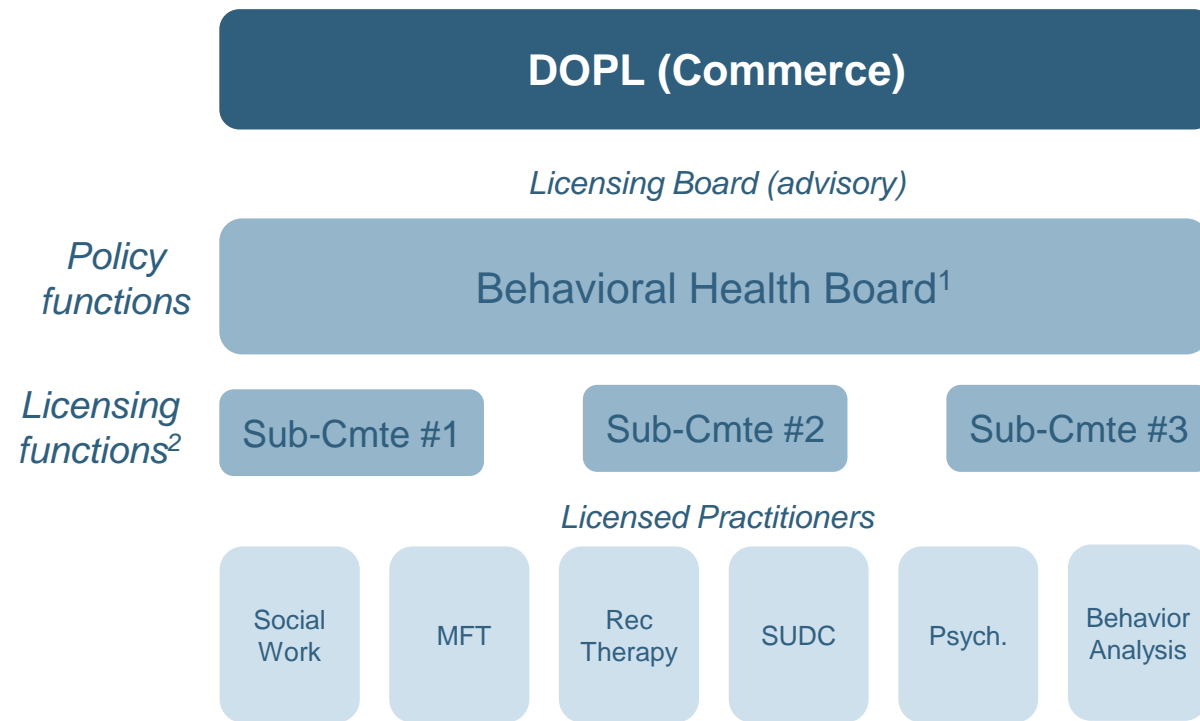 DOPL (Commerce)
Licensing Board (advisory)
Policy
functions
Behavioral Health Board¹
Licensing
functions²
Sub-Cmte #1
Sub-Cmte #2
Sub-Cmte #3
Licensed Practitioners
Social
Work
MFT
Rec
Therapy
SUDC
Psych.
Behavior
Analysis